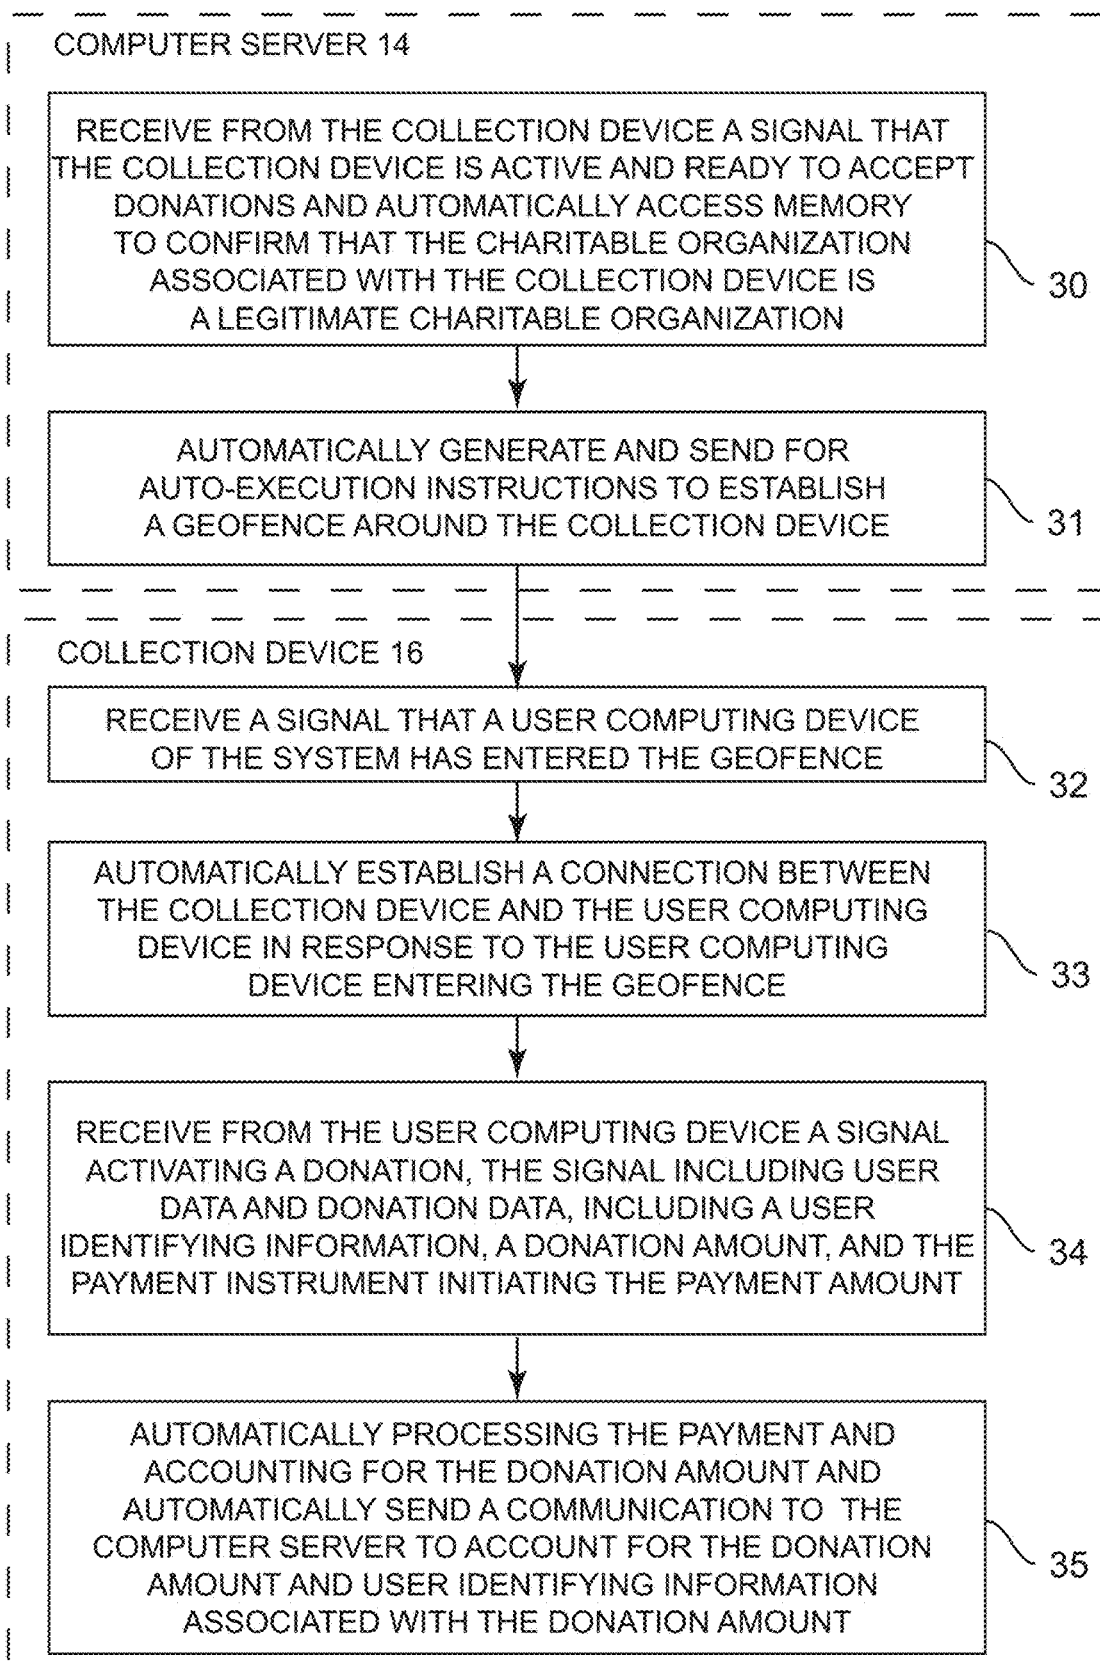 COMPUTER SERVER 14
RECEIVE FROM THE COLLECTION DEVICE A SIGNAL THAT
THE COLLECTION DEVICE IS ACTIVE AND READY TO ACCEPT
DONATIONS AND AUTOMATICALLY ACCESS MEMORY
TO CONFIRM THAT THE CHARITABLE ORGANIZATION
ASSOCIATED WITH THE COLLECTION DEVICE IS
A LEGITIMATE CHARITABLE ORGANIZATION
30
AUTOMATICALLY GENERATE AND SEND FOR
AUTO-EXECUTION INSTRUCTIONS TO ESTABLISH
A GEOFENCE AROUND THE COLLECTION DEVICE
31
COLLECTION DEVICE 16
RECEIVE A SIGNAL THAT A USER COMPUTING DEVICE
OF THE SYSTEM HAS ENTERED THE GEOFENCE
32
AUTOMATICALLY ESTABLISH A CONNECTION BETWEEN
THE COLLECTION DEVICE AND THE USER COMPUTING
DEVICE IN RESPONSE TO THE USER COMPUTING
DEVICE ENTERING THE GEOFENCE
33
RECEIVE FROM THE USER COMPUTING DEVICE A SIGNAL
ACTIVATING A DONATION, THE SIGNAL INCLUDING USER
DATA AND DONATION DATA, INCLUDING A USER
IDENTIFYING INFORMATION, A DONATION AMOUNT, AND THE
PAYMENT INSTRUMENT INITIATING THE PAYMENT AMOUNT
34
AUTOMATICALLY PROCESSING THE PAYMENT AND
ACCOUNTING FOR THE DONATION AMOUNT AND
AUTOMATICALLY SEND A COMMUNICATION TO THE
COMPUTER SERVER TO ACCOUNT FOR THE DONATION
AMOUNT AND USER IDENTIFYING INFORMATION
ASSOCIATED WITH THE DONATION AMOUNT
35